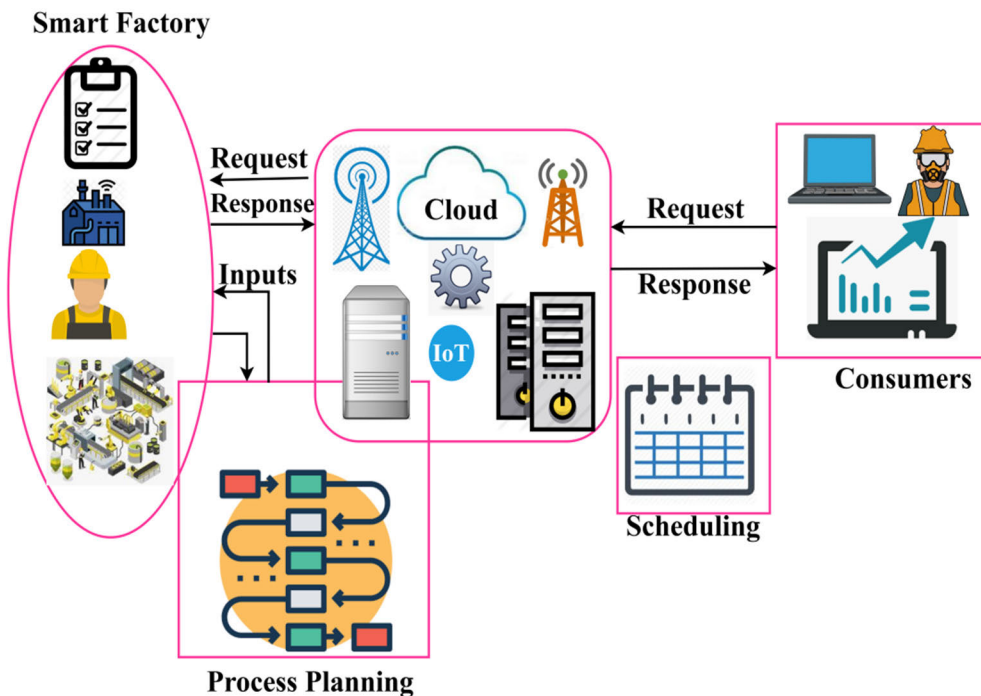 Smart Factory
Request
Response
Inputs
Cloud
IoT
Request
Response
Consumers
Scheduling
Process Planning